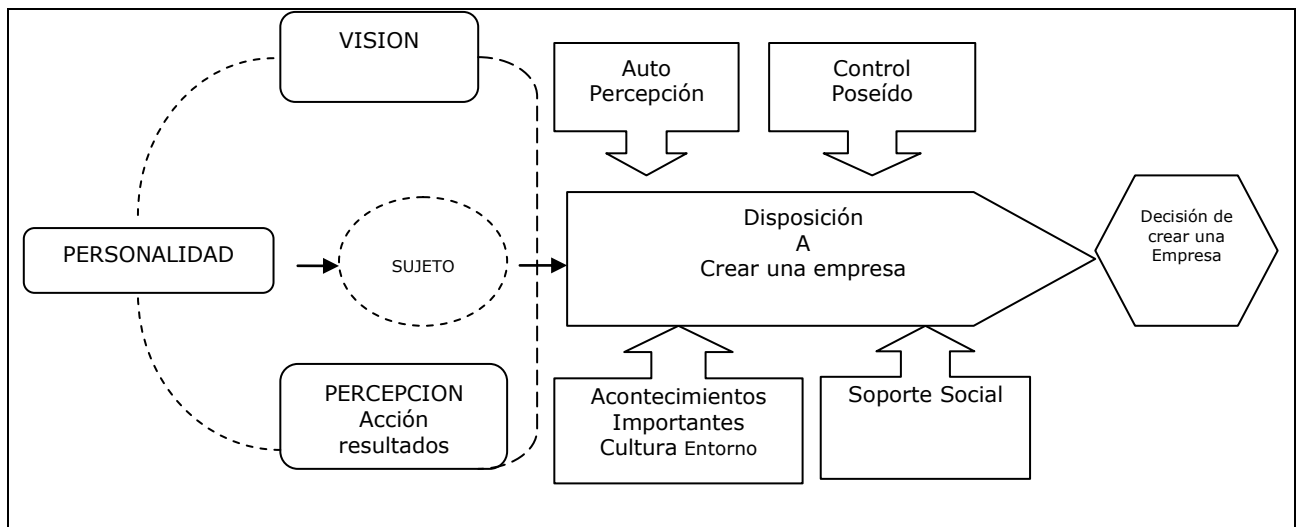 VISION
Auto
Percepción
Control
Poseído
PERSONALIDAD
SUJETO
Disposición
A
Crear una empresa
Decisión de
crear una
Empresa
PERCEPCION
Acción
resultados
Acontecimientos
Importantes
Cultura Entorno
Soporte Social